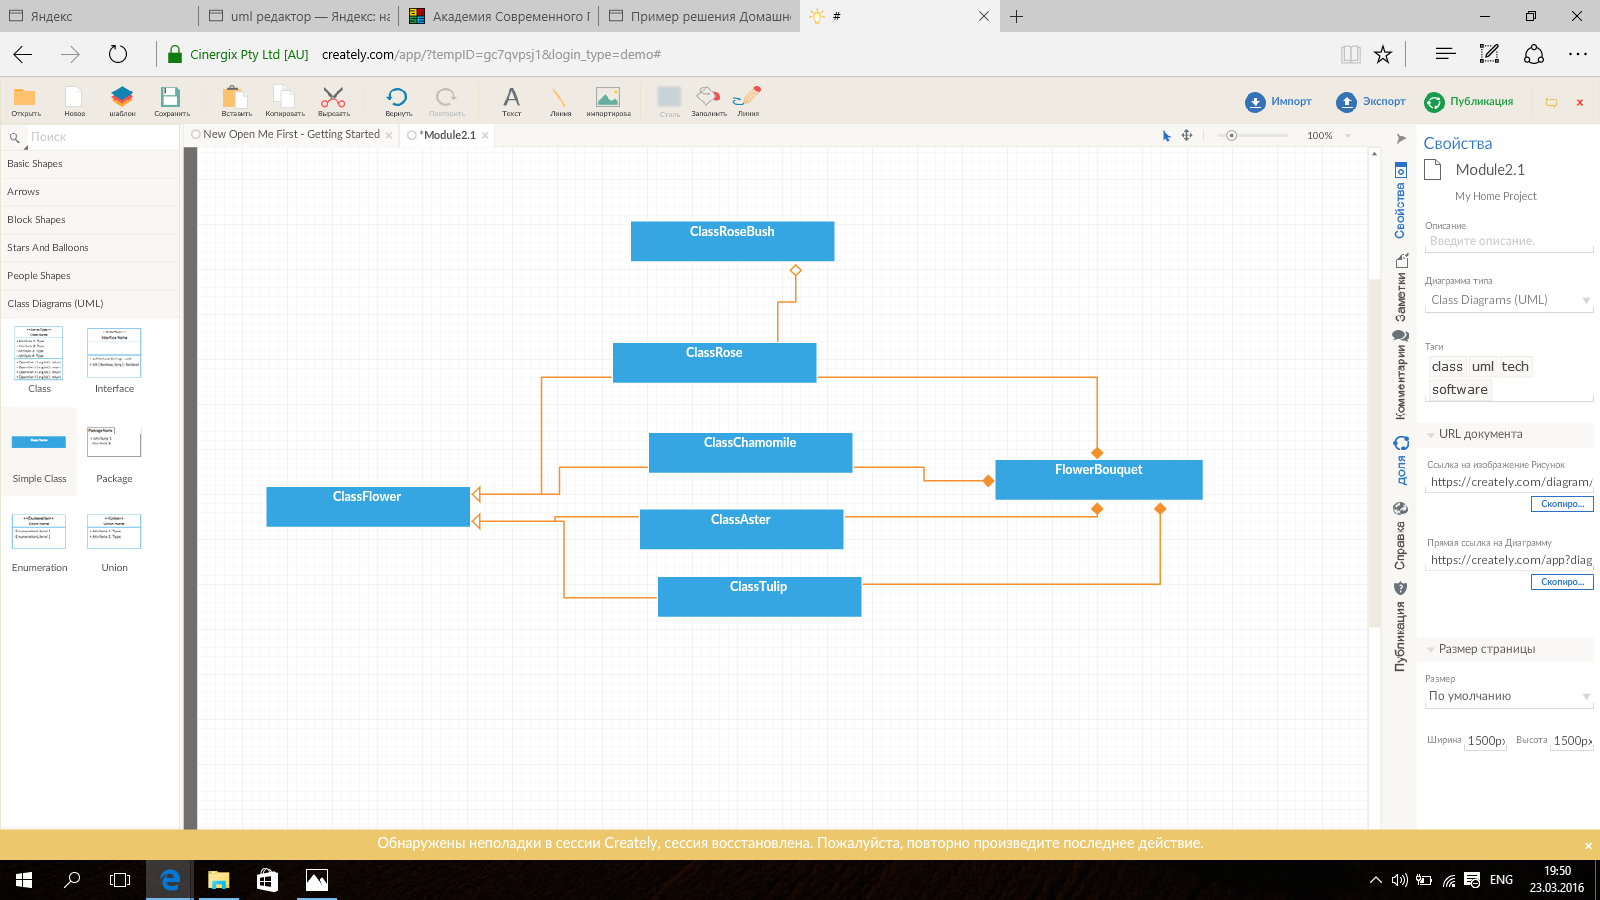 Яндекс
uml редактор — Яндекс: на
Академия Современного П
Пример решения Домашн
#
Cinergix Pty Ltd [AU]
creately.com/app/?tempID=gc7qvpsj1&login_type=demo#
Открыть
Новое
шаблон
Сохранить
Вставить
Копировать
Вырезать
Вернуть
Повторить
Текст
Линия
импортирова
Стиль
Заполнить
Линия
Импорт
Экспорт
Публикация
Поиск
New Open Me First - Getting Started
*Module2.1
100%
Basic Shapes
Arrows
Block Shapes
Stars And Balloons
People Shapes
Class Diagrams (UML)
Class
Interface
Simple Class
Package
Enumeration
Union
ClassRoseBush
ClassRose
ClassChamomile
FlowerBouquet
ClassFlower
ClassAster
ClassTulip
Свойства
Заметки
Комментарии
доля
Справка
Публикация
Свойства
Module2.1
My Home Project
Описание
Введите описание.
Диаграмма типа
Class Diagrams (UML)
Тэги
class uml tech
software
URL документа
Ссылка на изображение Рисунок
https://creately.com/diagram/
Скопиро...
Прямая ссылка на Диаграмму
https://creately.com/app?diag
Скопиро...
Размер страницы
Размер
По умолчанию
Ширина 1500px Высота 1500px
Обнаружены неполадки в сессии Creately, сессия восстановлена. Пожалуйста, повторно произведите последнее действие.
ENG
19:50
23.03.2016